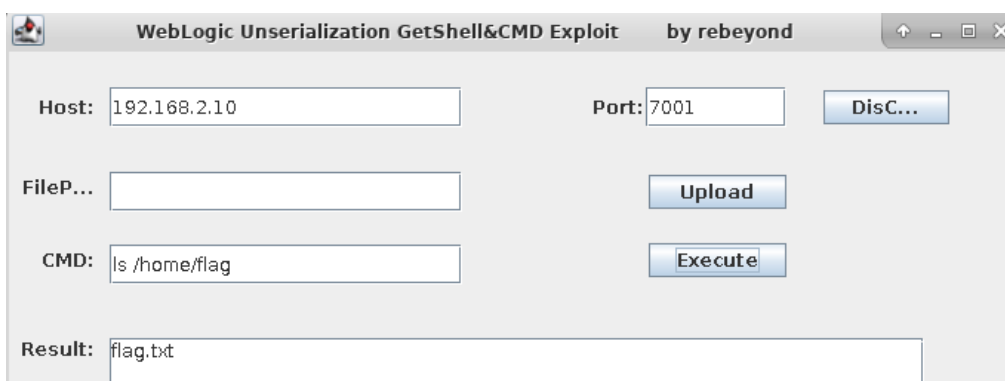 WebLogic Unserialization GetShell&CMD Exploit by rebeyond
Host: 192.168.2.10 Port: 7001 DisC...
FileP... Upload
CMD: ls /home/flag Execute
Result: flag.txt